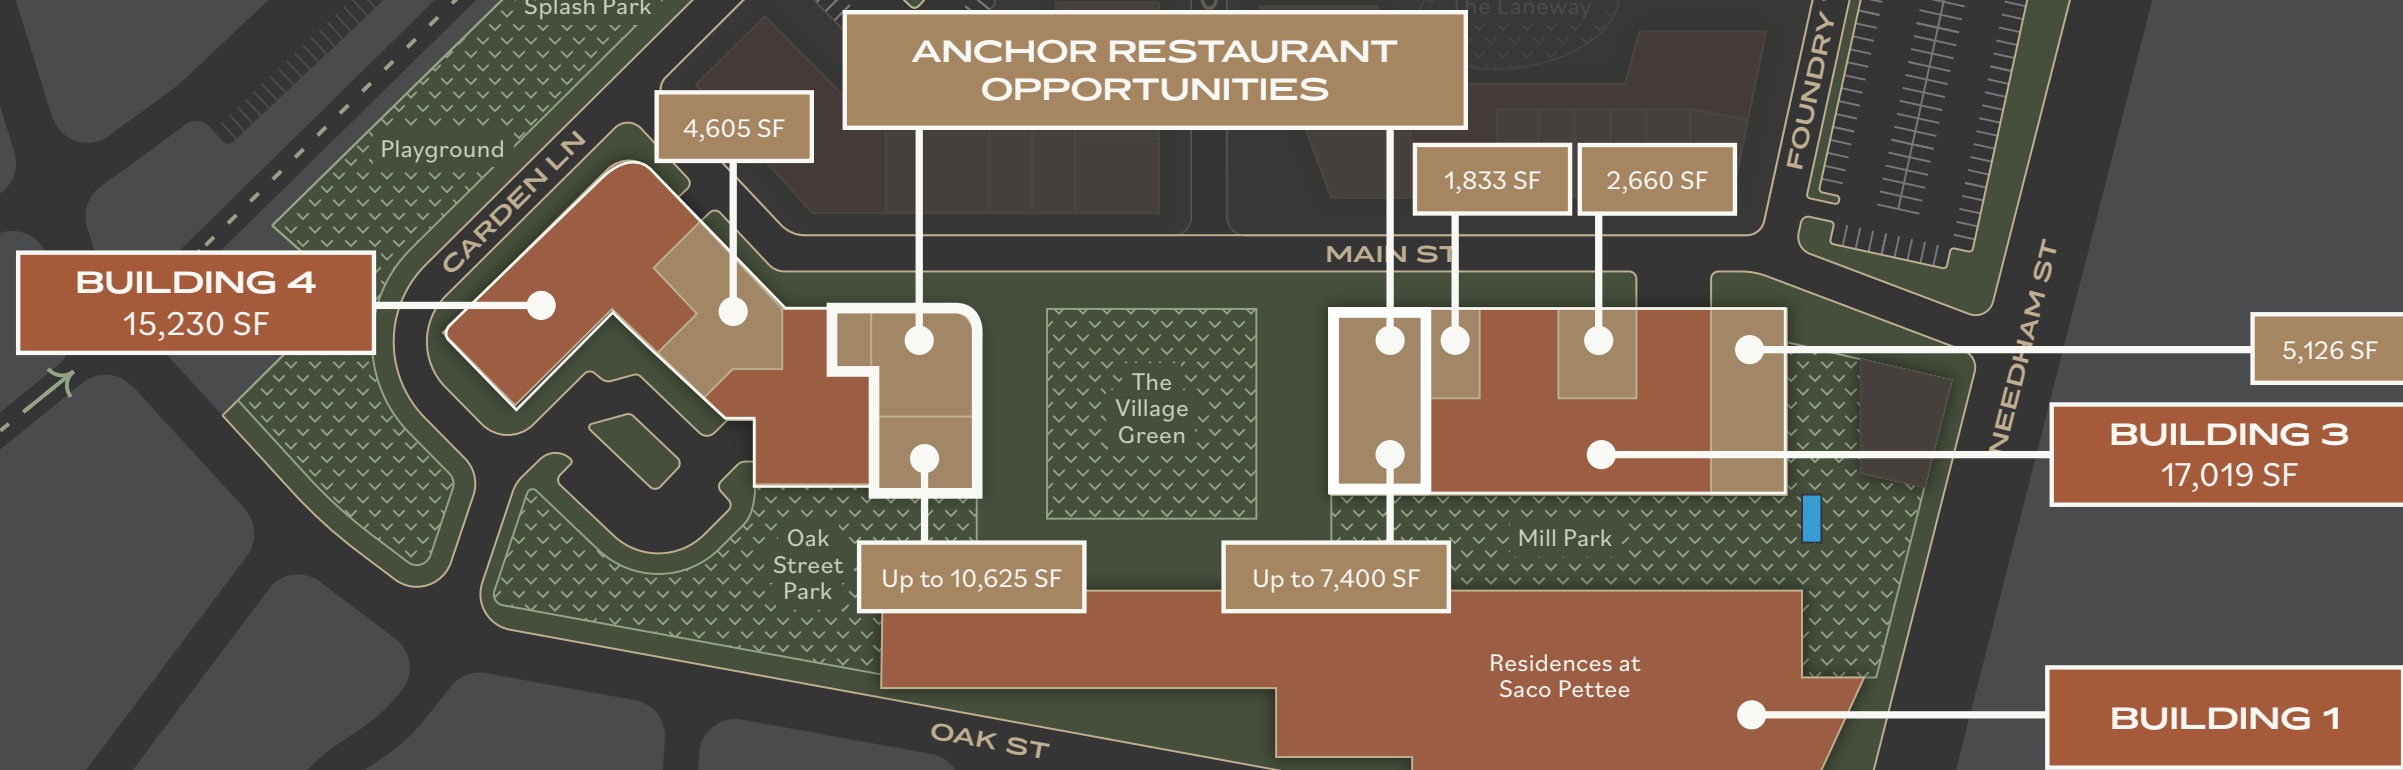 Splash Park
The Laneway
ANCHOR RESTAURANT
OPPORTUNITIES
FOUNDRY
4,605 SF
Playground
CARDEN LN
1,833 SF
2,660 SF
MAIN ST
BUILDING 4
15,230 SF
NEEDHAM ST
5,126 SF
The
Village
Green
BUILDING 3
17,019 SF
Oak
Street
Park
Mill Park
Up to 10,625 SF
Up to 7,400 SF
Residences at
Saco Pettee
BUILDING 1
OAK ST